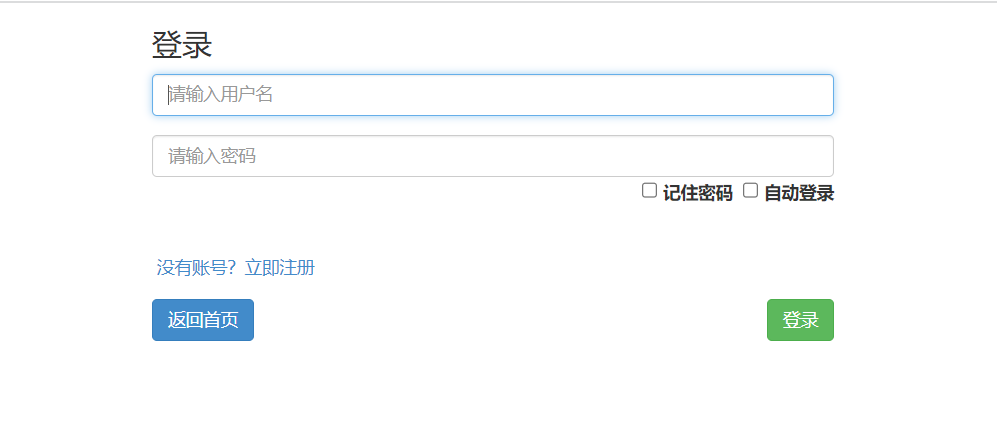 登录
请输入用户名
请输入密码
记住密码 自动登录
没有账号？立即注册
返回首页 登录